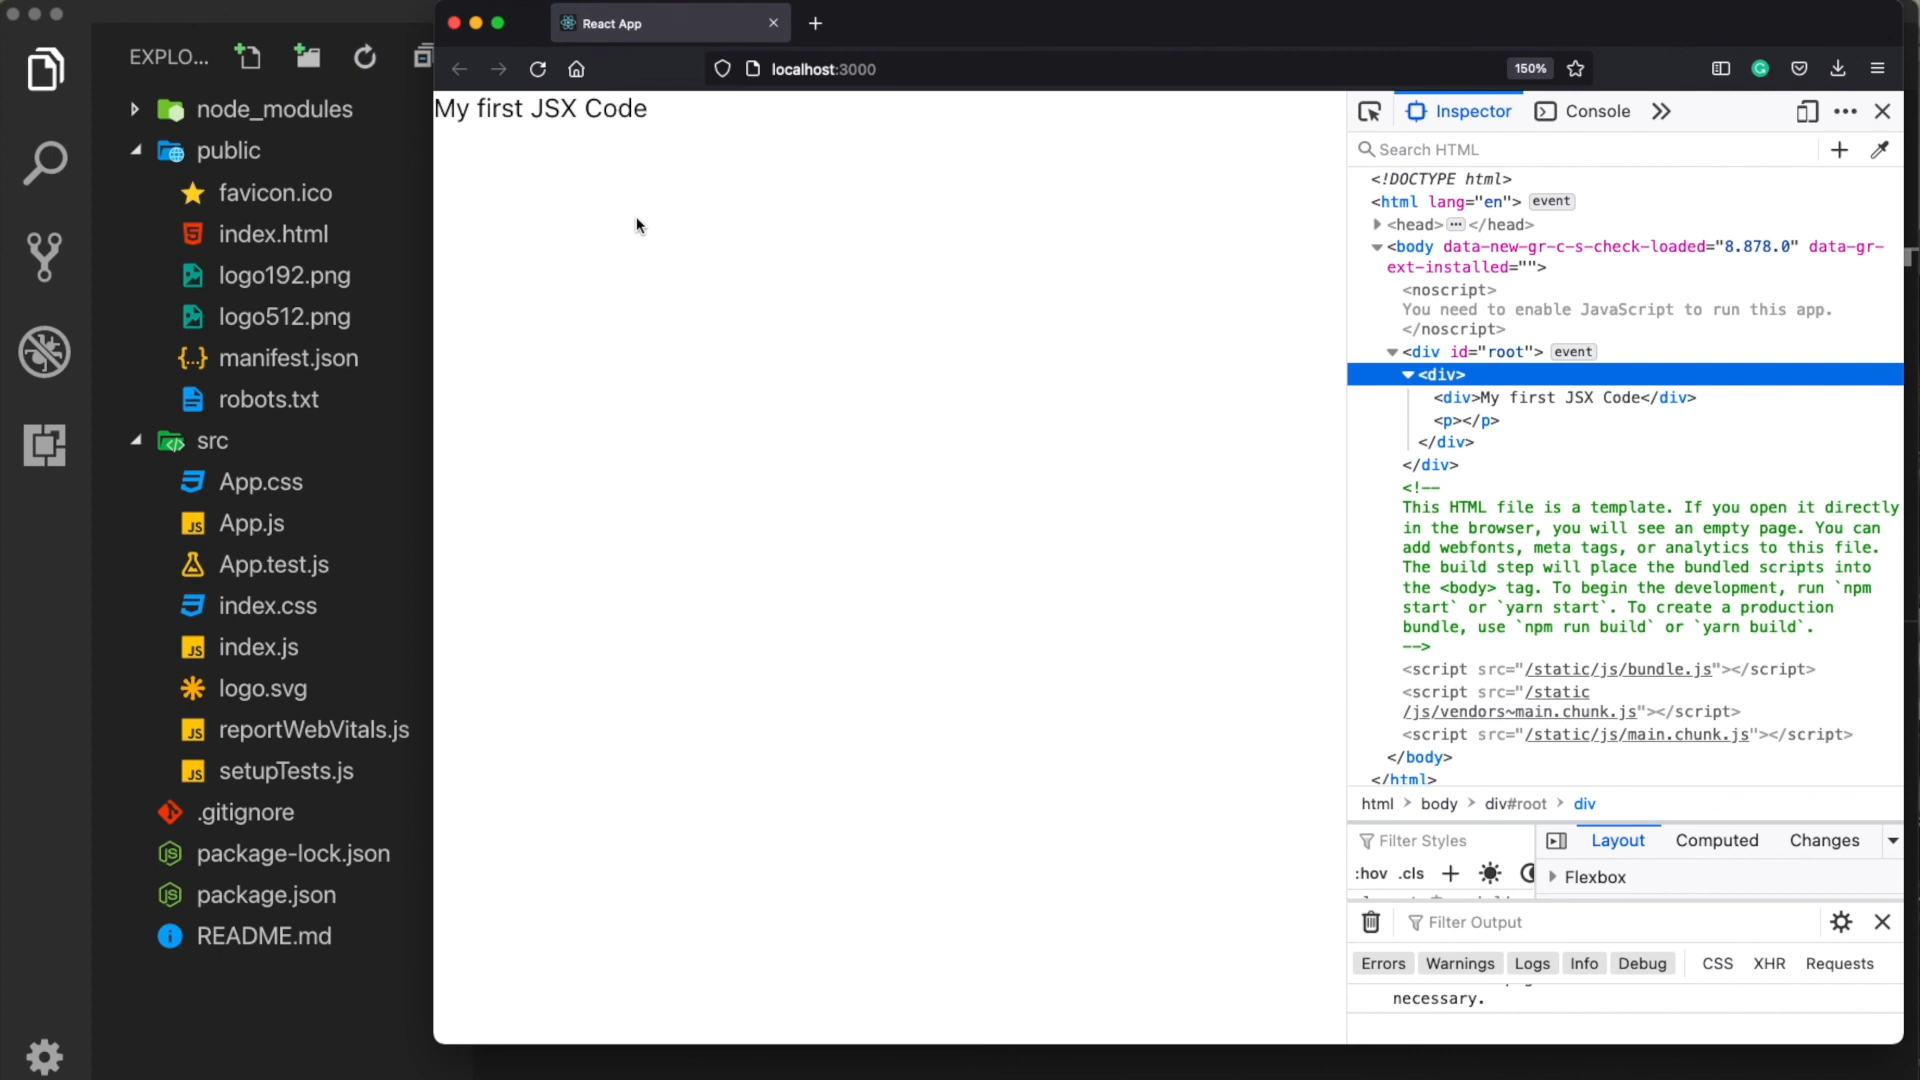 EXPLO...
node_modules
public
favicon.ico
index.html
logo192.png
logo512.png
manifest.json
robots.txt
src
App.css
App.js
App.test.js
index.css
index.js
logo.svg
reportWebVitals.js
setupTests.js
.gitignore
package-lock.json
package.json
README.md
React App
localhost:3000
150%
My first JSX Code
Inspector
Console
Search HTML
<!DOCTYPE html>
<html lang="en"> event
<head> ••• </head>
<body data-new-gr-c-s-check-loaded="8.878.0" data-gr-
ext-installed="">
<noscript>
You need to enable JavaScript to run this app.
</noscript>
<div id="root"> event
<div>
<div>My first JSX Code</div>
<p></p>
</div>
</div>
<!--
This HTML file is a template. If you open it directly
in the browser, you will see an empty page. You can
add webfonts, meta tags, or analytics to this file.
The build step will place the bundled scripts into
the <body> tag. To begin the development, run `npm
start` or `yarn start`. To create a production
bundle, use `npm run build` or `yarn build`.
-->
<script src="/static/js/bundle.js"></script>
<script src="/static
/js/vendors~main.chunk.js"></script>
<script src="/static/js/main.chunk.js"></script>
</body>
</html>
html > body > div#root > div
Filter Styles
Layout
Computed
Changes
:hov .cls
Flexbox
Filter Output
Errors
Warnings
Logs
Info
Debug
CSS
XHR
Requests
necessary.